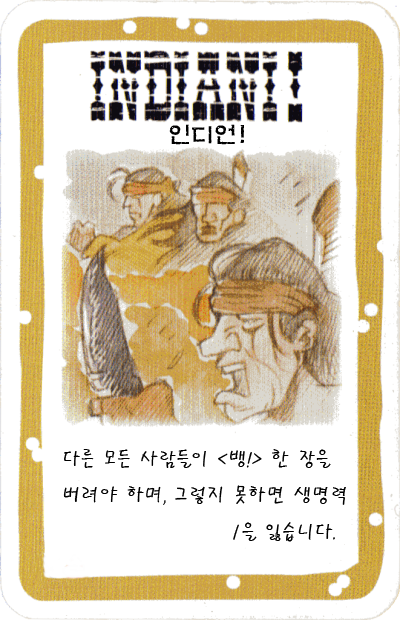 INDIANI!
인디언!
다른 모든 사람들이 <뱅!> 한 장을
버려야 하며, 그렇지 못하면 생명력
1을 잃습니다.